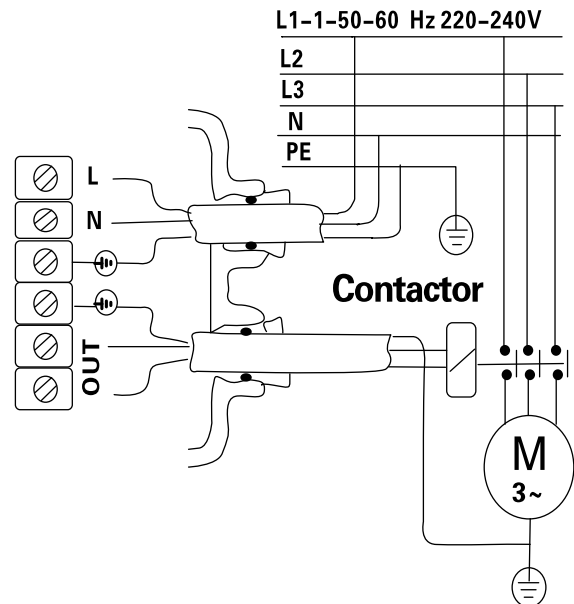 L1-1-50-60 Hz 220-240V
L2
L3
N
PE
L
N
OUT
Contactor
M
3~